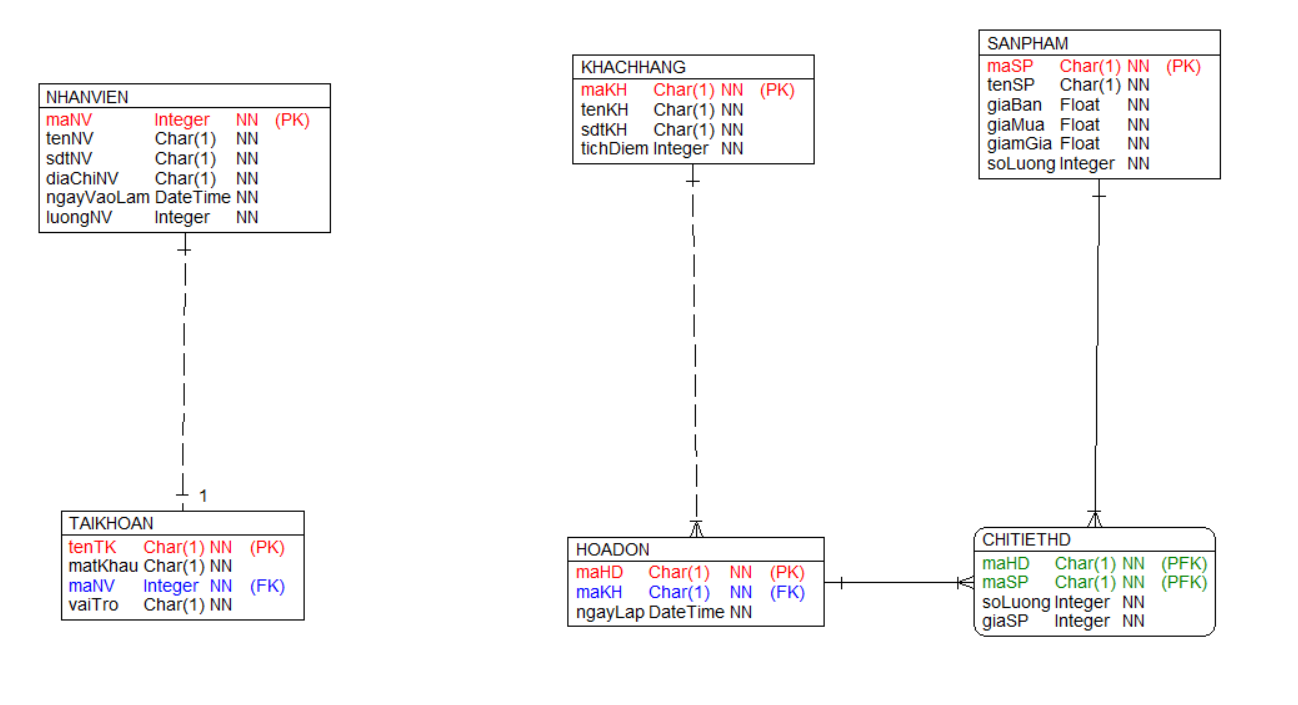 NHANVIEN
maNV Integer NN (PK)
tenNV Char(1) NN
sdtNV Char(1) NN
diaChiNV Char(1) NN
ngayVaoLam DateTime NN
luongNV Integer NN
KHACHHANG
maKH Char(1) NN (PK)
tenKH Char(1) NN
sdtKH Char(1) NN
tichDiem Integer NN
SANPHAM
maSP Char(1) NN (PK)
tenSP Char(1) NN
giaBan Float NN
giaMua Float NN
giamGia Float NN
soLuong Integer NN
1
TAIKHOAN
tenTK Char(1) NN (PK)
matKhau Char(1) NN
maNV Integer NN (FK)
vaiTro Char(1) NN
HOADON
maHD Char(1) NN (PK)
maKH Char(1) NN (FK)
ngayLap DateTime NN
CHITIETHD
maHD Char(1) NN (PFK)
maSP Char(1) NN (PFK)
soLuong Integer NN
giaSP Integer NN